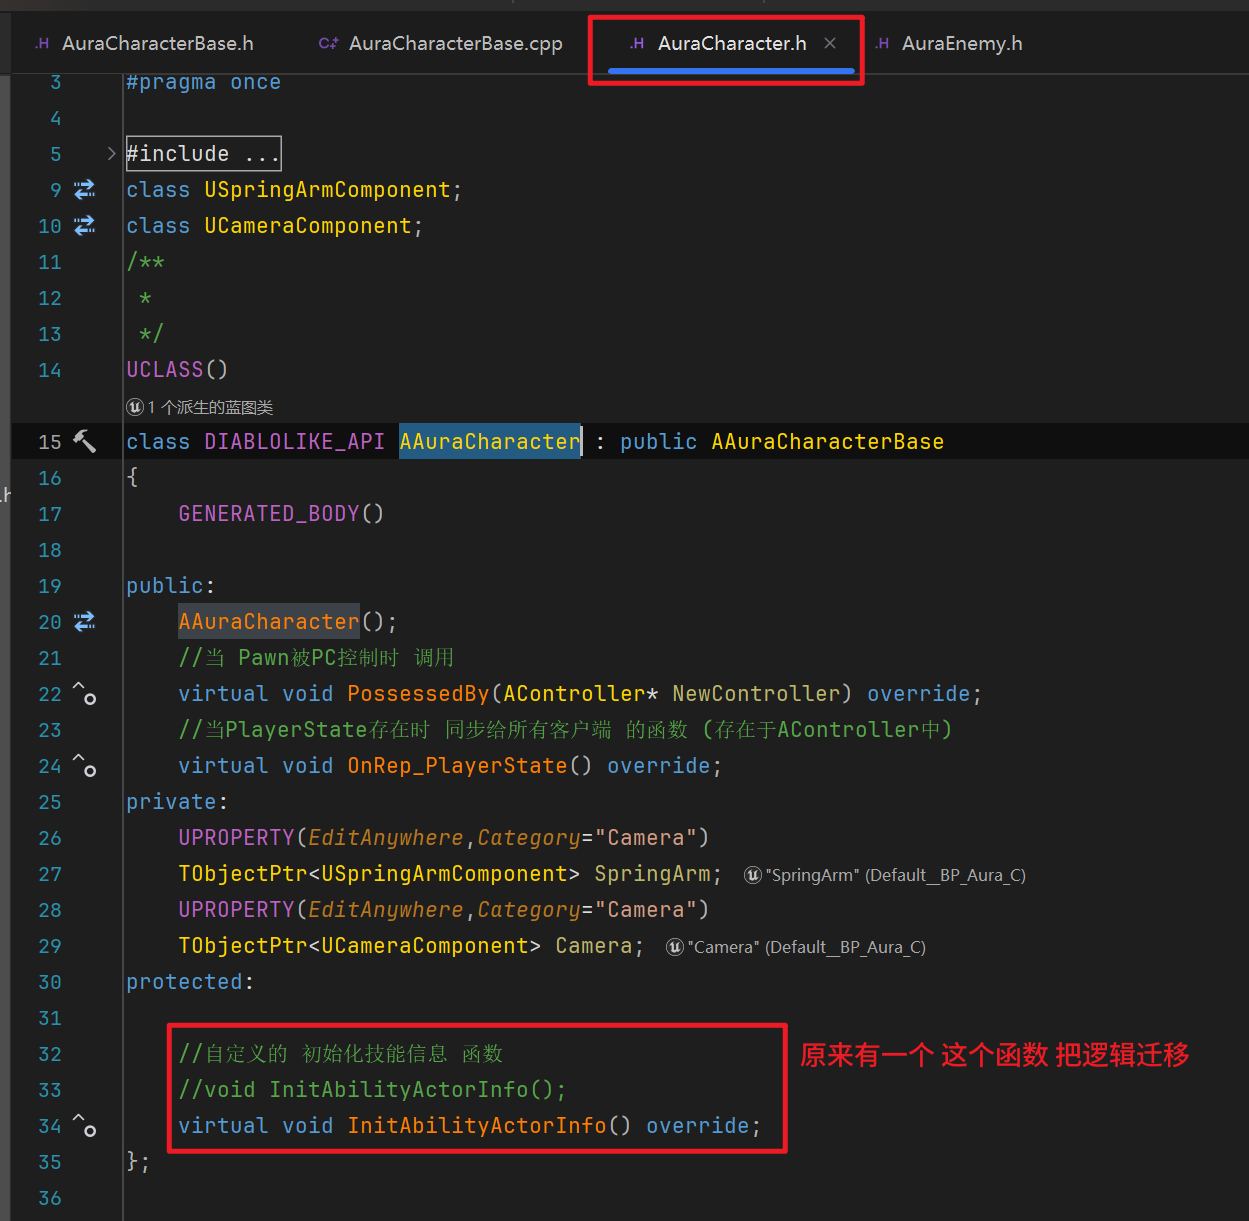 .H AuraCharacterBase.h C++ AuraCharacterBase.cpp .H AuraCharacter.h × .H AuraEnemy.h
3 #pragma once
4
5 #include ...
9 class USpringArmComponent;
10 class UCameraComponent;
11 /**
12 *
13 */
14 UCLASS()
1 个派生的蓝图类
15 class DIABLOLIKE_API AAuraCharacter : public AAuraCharacterBase
16 {
.h
17 GENERATED_BODY()
18
19 public:
20 AAuraCharacter();
21 //当 Pawn被PC控制时 调用
22 virtual void PossessedBy(AController* NewController) override;
23 //当PlayerState存在时 同步给所有客户端 的函数 (存在于AController中)
24 virtual void OnRep_PlayerState() override;
25 private:
26 UPROPERTY(EditAnywhere,Category="Camera")
27 TObjectPtr<USpringArmComponent> SpringArm; "SpringArm" (Default__BP_Aura_C)
28 UPROPERTY(EditAnywhere,Category="Camera")
29 TObjectPtr<UCameraComponent> Camera; "Camera" (Default__BP_Aura_C)
30 protected:
31
32 //自定义的 初始化技能信息 函数 原来有一个 这个函数 把逻辑迁移
33 //void InitAbilityActorInfo();
34 virtual void InitAbilityActorInfo() override;
35 };
36